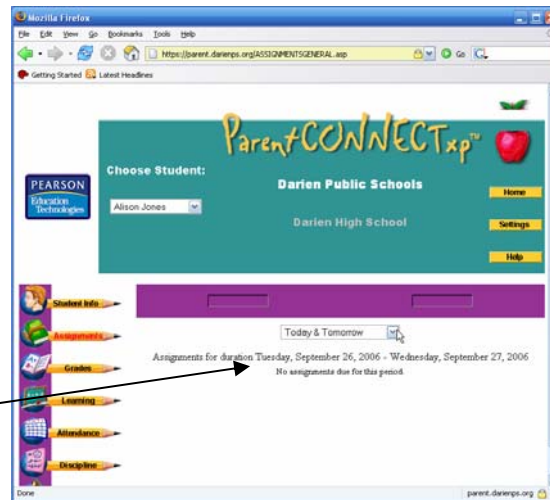 Mozilla Firefox
File Edit View Go Bookmarks Tools Help
https://parent.darienps.org/ASSIGNMENTSGENERAL.asp Go
Getting Started Latest Headlines
ParentCONNECTxp™
Choose Student:
PEARSON
Education
Technologies
Alison Jones
Darien Public Schools
Darien High School
Home
Settings
Help
Student Info
Assignments
Grades
Learning
Attendance
Discipline
Today & Tomorrow
Assignments for duration Tuesday, September 26, 2006 - Wednesday, September 27, 2006
No assignments due for this period.
Done parent.darienps.org